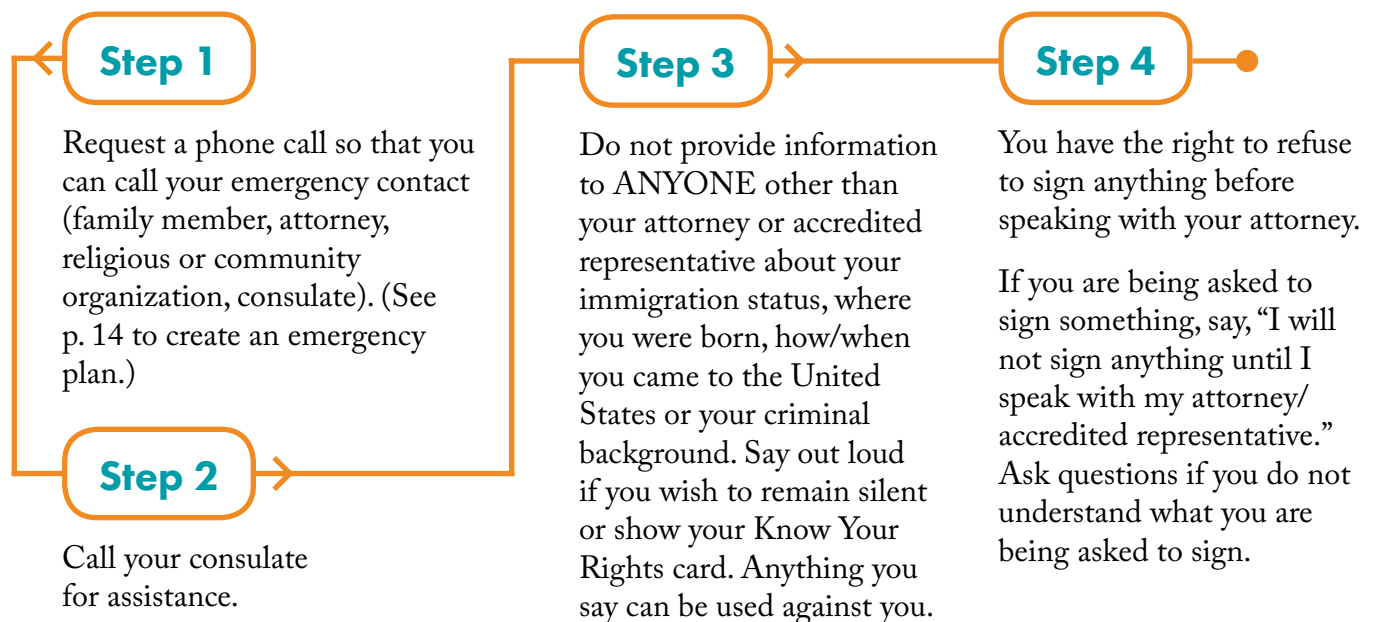 Step 1
Request a phone call so that you
can call your emergency contact
(family member, attorney,
religious or community
organization, consulate). (See
p. 14 to create an emergency
plan.)
Step 2
Call your consulate
for assistance.
Step 3
Do not provide information
to ANYONE other than
your attorney or accredited
representative about your
immigration status, where
you were born, how/when
you came to the United
States or your criminal
background. Say out loud
if you wish to remain silent
or show your Know Your
Rights card. Anything you
say can be used against you.
Step 4
You have the right to refuse
to sign anything before
speaking with your attorney.
If you are being asked to
sign something, say, “I will
not sign anything until I
speak with my attorney/
accredited representative.”
Ask questions if you do not
understand what you are
being asked to sign.